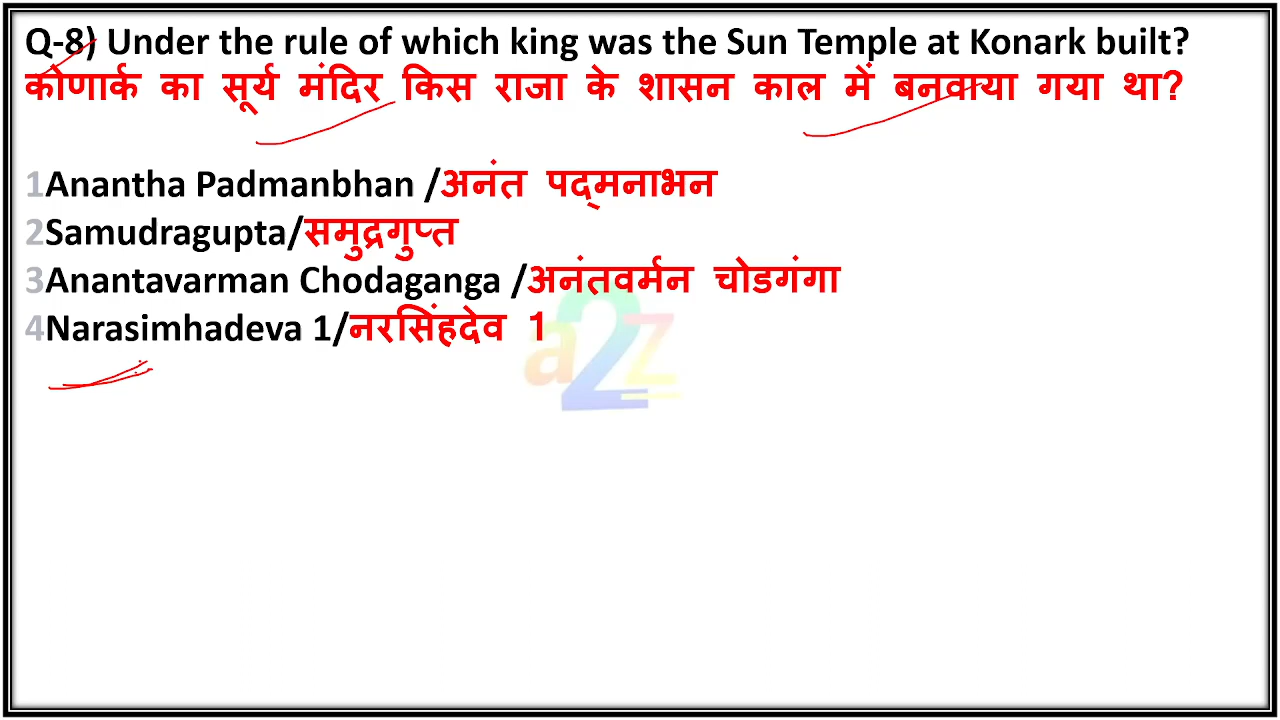 Q-8) Under the rule of which king was the Sun Temple at Konark built?
कोणार्क का सूर्य मंदिर किस राजा के शासन काल में बनवाया गया था?
1Anantha Padmanbhan /अनंत पद्मनाभन
2Samudragupta/समुद्रगुप्त
3Anantavarman Chodaganga /अनंतवर्मन चोडगंगा
4Narasimhadeva 1/नरसिंहदेव 1
a2z